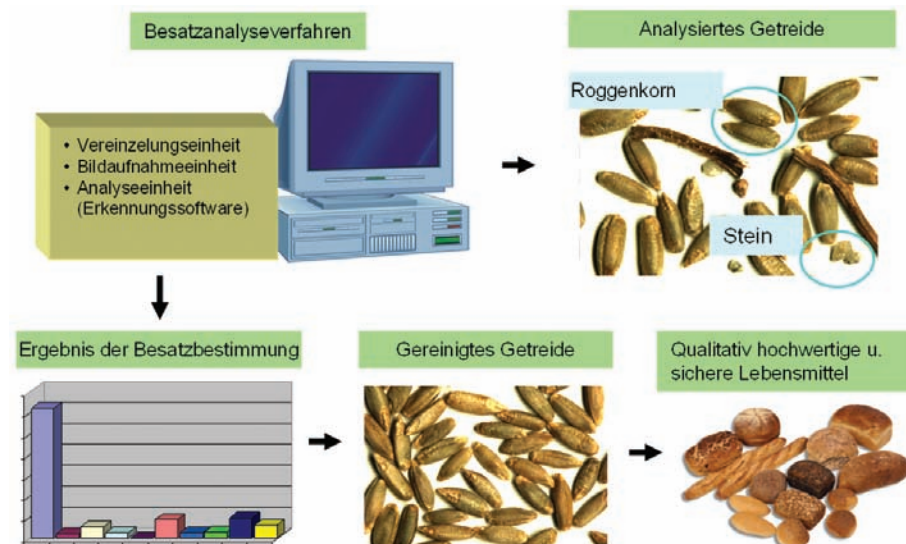 Besatzanalyseverfahren
Analysiertes Getreide
• Vereinzelungseinheit
• Bildaufnahmeeinheit
• Analyseeinheit
(Erkennungssoftware)
Roggenkorn
Stein
Ergebnis der Besatzbestimmung
Gereinigtes Getreide
Qualitativ hochwertige u.
sichere Lebensmittel